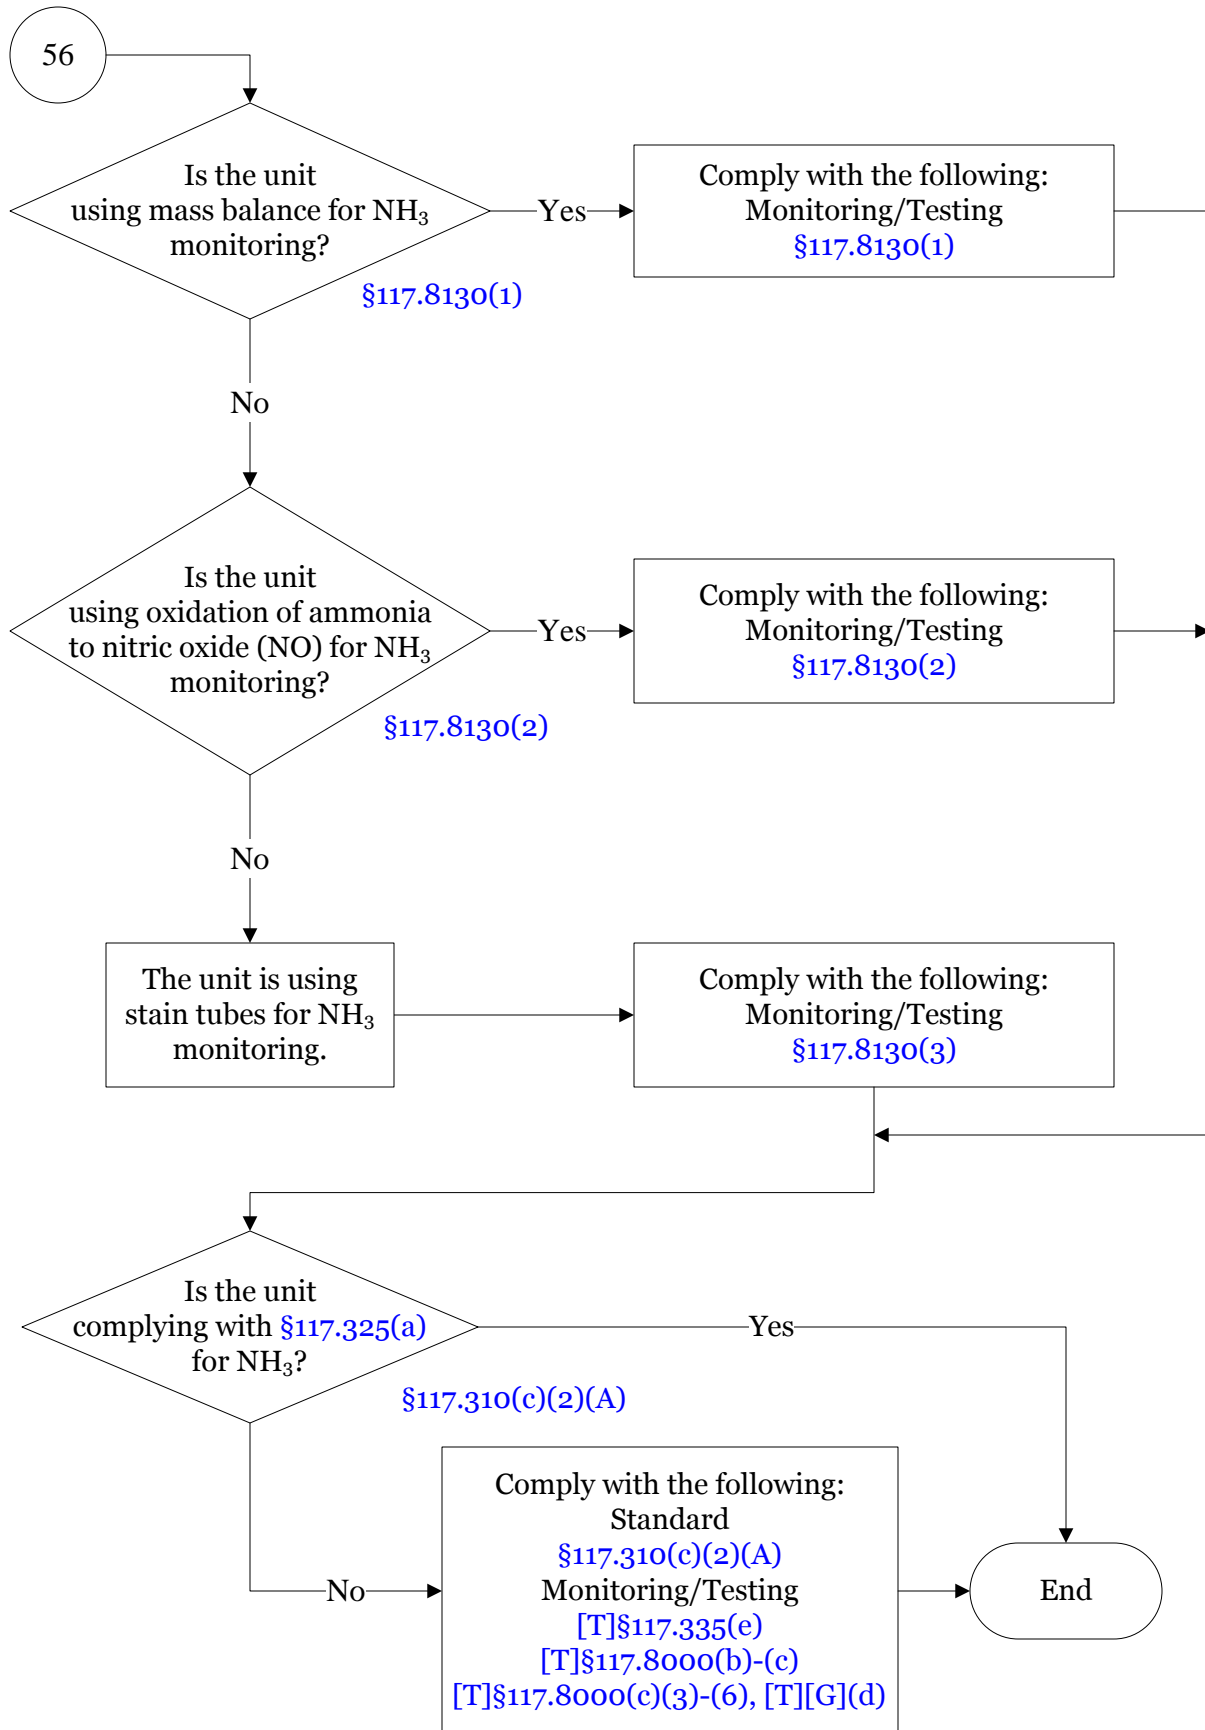 56
Is the unit
using mass balance for NH₃
monitoring?
§117.8130(1)
Yes
Comply with the following:
Monitoring/Testing
§117.8130(1)
No
Is the unit
using oxidation of ammonia
to nitric oxide (NO) for NH₃
monitoring?
§117.8130(2)
Yes
Comply with the following:
Monitoring/Testing
§117.8130(2)
No
The unit is using
stain tubes for NH₃
monitoring.
Comply with the following:
Monitoring/Testing
§117.8130(3)
Is the unit
complying with §117.325(a)
for NH₃?
§117.310(c)(2)(A)
Yes
No
Comply with the following:
Standard
§117.310(c)(2)(A)
Monitoring/Testing
[T]§117.335(e)
[T]§117.8000(b)-(c)
[T]§117.8000(c)(3)-(6), [T][G](d)
End